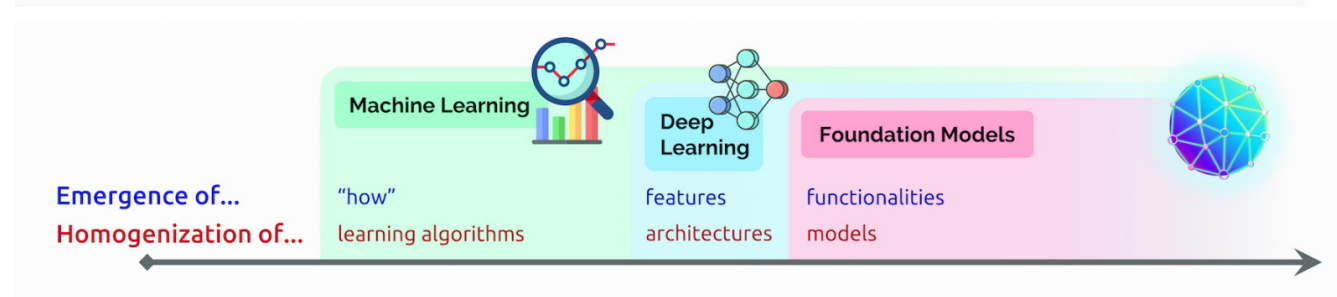 Machine Learning
Deep
Learning
Foundation Models
Emergence of...
“how”
features
functionalities
Homogenization of...
learning algorithms
architectures
models